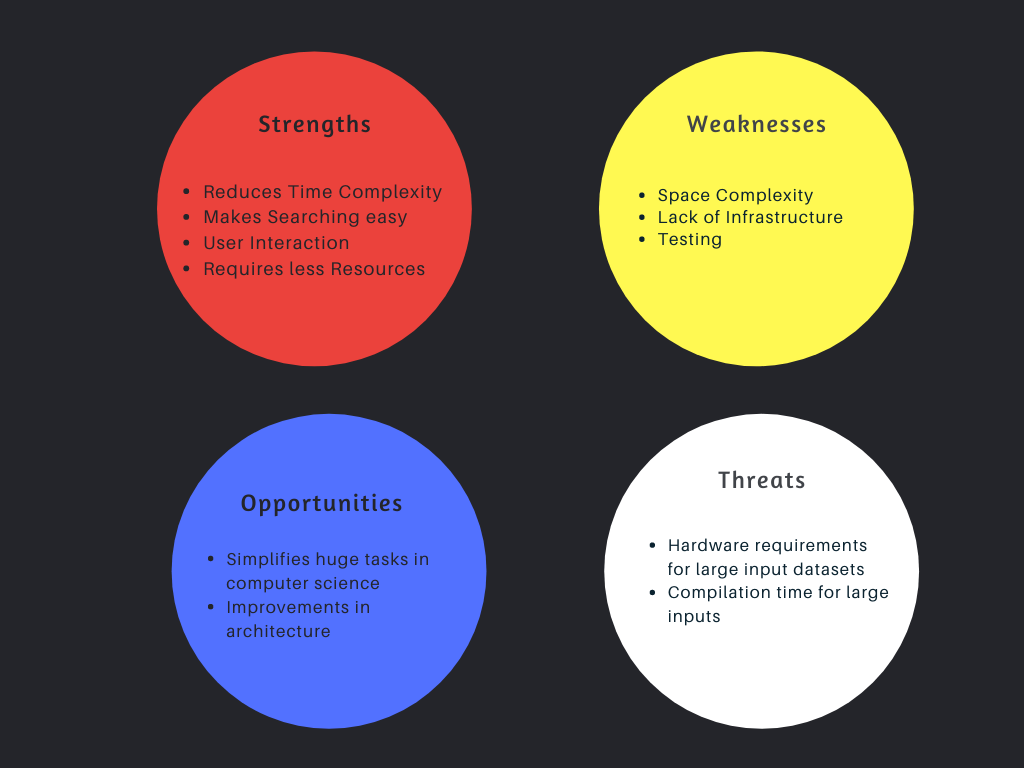 Strengths
• Reduces Time Complexity
• Makes Searching easy
• User Interaction
• Requires less Resources
Weaknesses
• Space Complexity
• Lack of Infrastructure
• Testing
Opportunities
• Simplifies huge tasks in
computer science
• Improvements in
architecture
Threats
• Hardware requirements
for large input datasets
• Compilation time for large
inputs